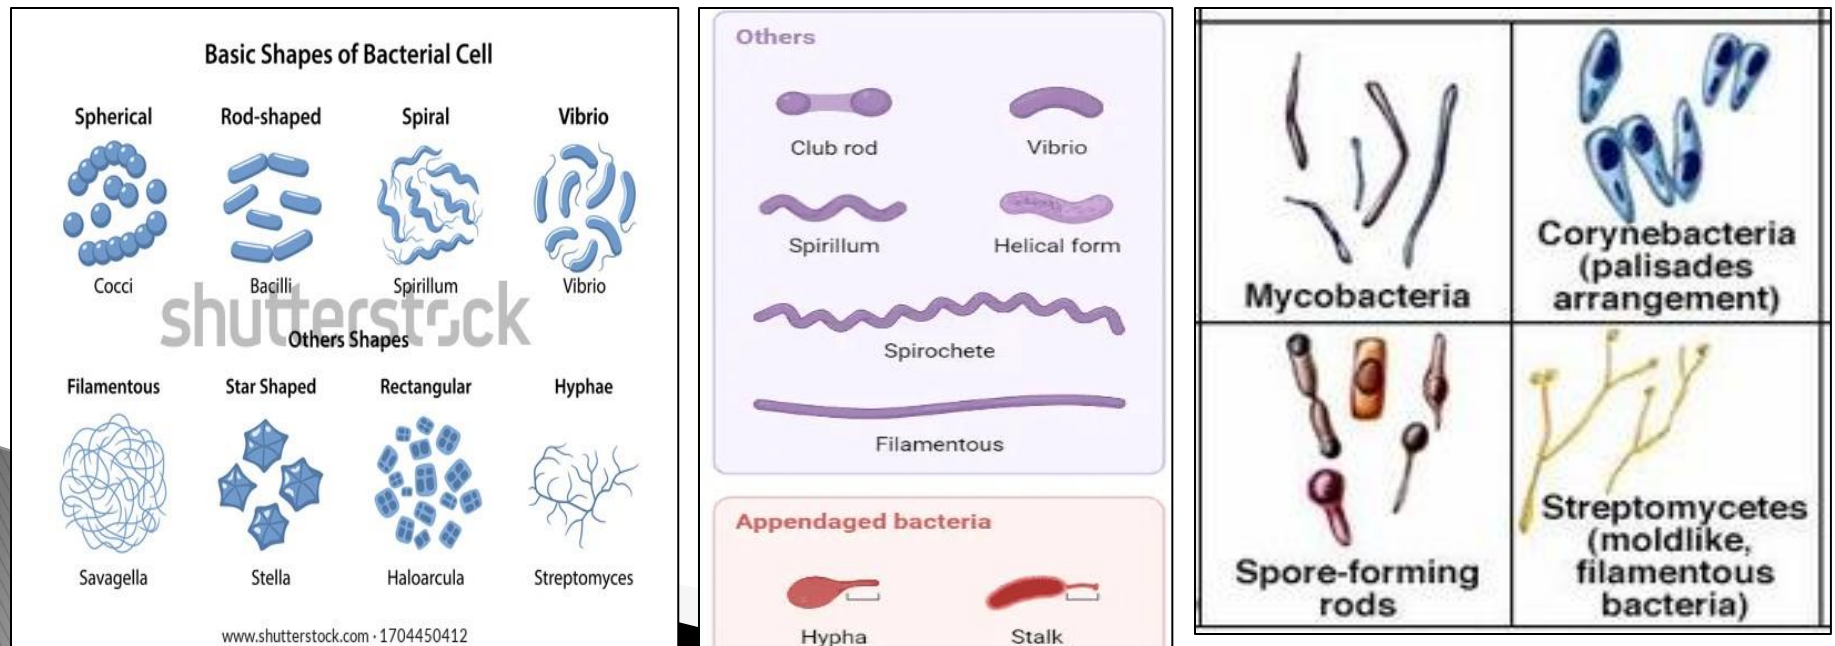 Basic Shapes of Bacterial Cell
Spherical
Rod-shaped
Spiral
Vibrio
Cocci
Bacilli
Spirillum
Vibrio
shutterstock
Others Shapes
Filamentous
Star Shaped
Rectangular
Hyphae
Savagella
Stella
Haloarcula
Streptomyces
www.shutterstock.com · 1704450412
Others
Club rod
Vibrio
Spirillum
Helical form
Spirochete
Filamentous
Appendaged bacteria
Hypha
Stalk
Mycobacteria
Corynebacteria
(palisades
arrangement)
Spore-forming
rods
Streptomycetes
(moldlike,
filamentous
bacteria)